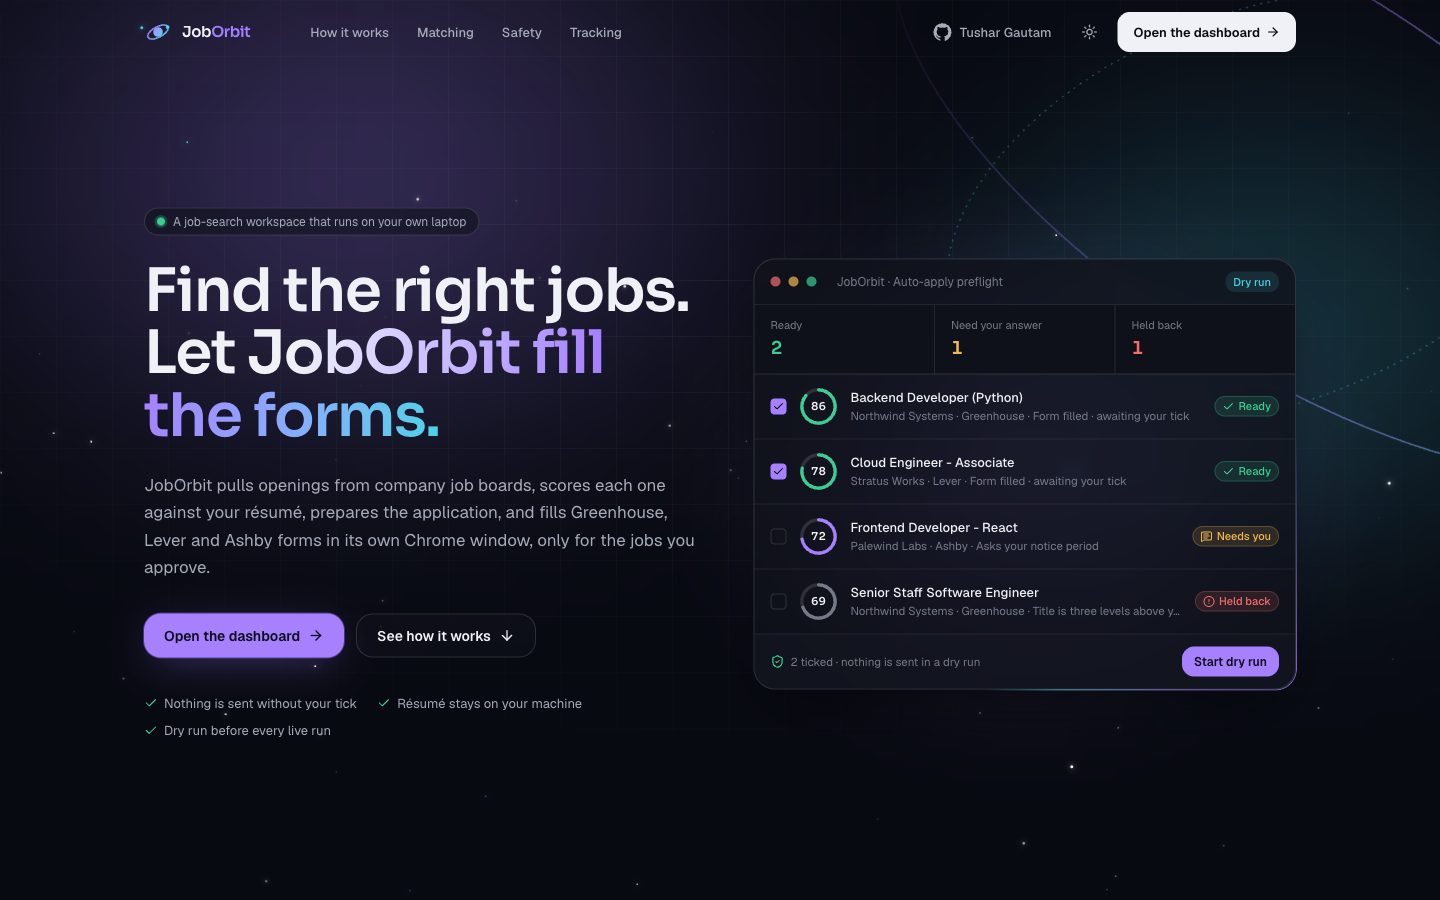 JobOrbit
How it works
Matching
Safety
Tracking
Tushar Gautam
Open the dashboard →
A job-search workspace that runs on your own laptop
Find the right jobs.
Let JobOrbit fill
the forms.
JobOrbit pulls openings from company job boards, scores each one
against your résumé, prepares the application, and fills Greenhouse,
Lever and Ashby forms in its own Chrome window, only for the jobs you
approve.
Open the dashboard →
See how it works ↓
Nothing is sent without your tick
Résumé stays on your machine
Dry run before every live run
JobOrbit · Auto-apply preflight
Dry run
Ready
2
Need your answer
1
Held back
1
86
Backend Developer (Python)
Northwind Systems · Greenhouse · Form filled · awaiting your tick
Ready
78
Cloud Engineer - Associate
Stratus Works · Lever · Form filled · awaiting your tick
Ready
72
Frontend Developer - React
Palewind Labs · Ashby · Asks your notice period
Needs you
69
Senior Staff Software Engineer
Northwind Systems · Greenhouse · Title is three levels above y...
Held back
2 ticked · nothing is sent in a dry run
Start dry run